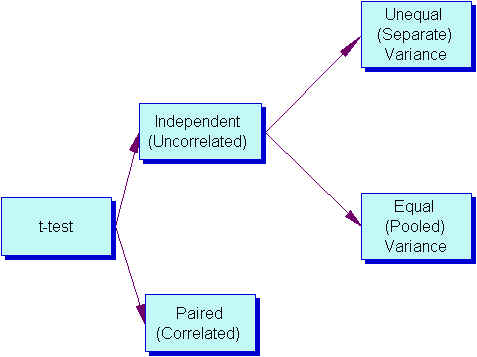 Unequal
(Separate)
Variance
Independent
(Uncorrelated)
t-test
Equal
(Pooled)
Variance
Paired
(Correlated)